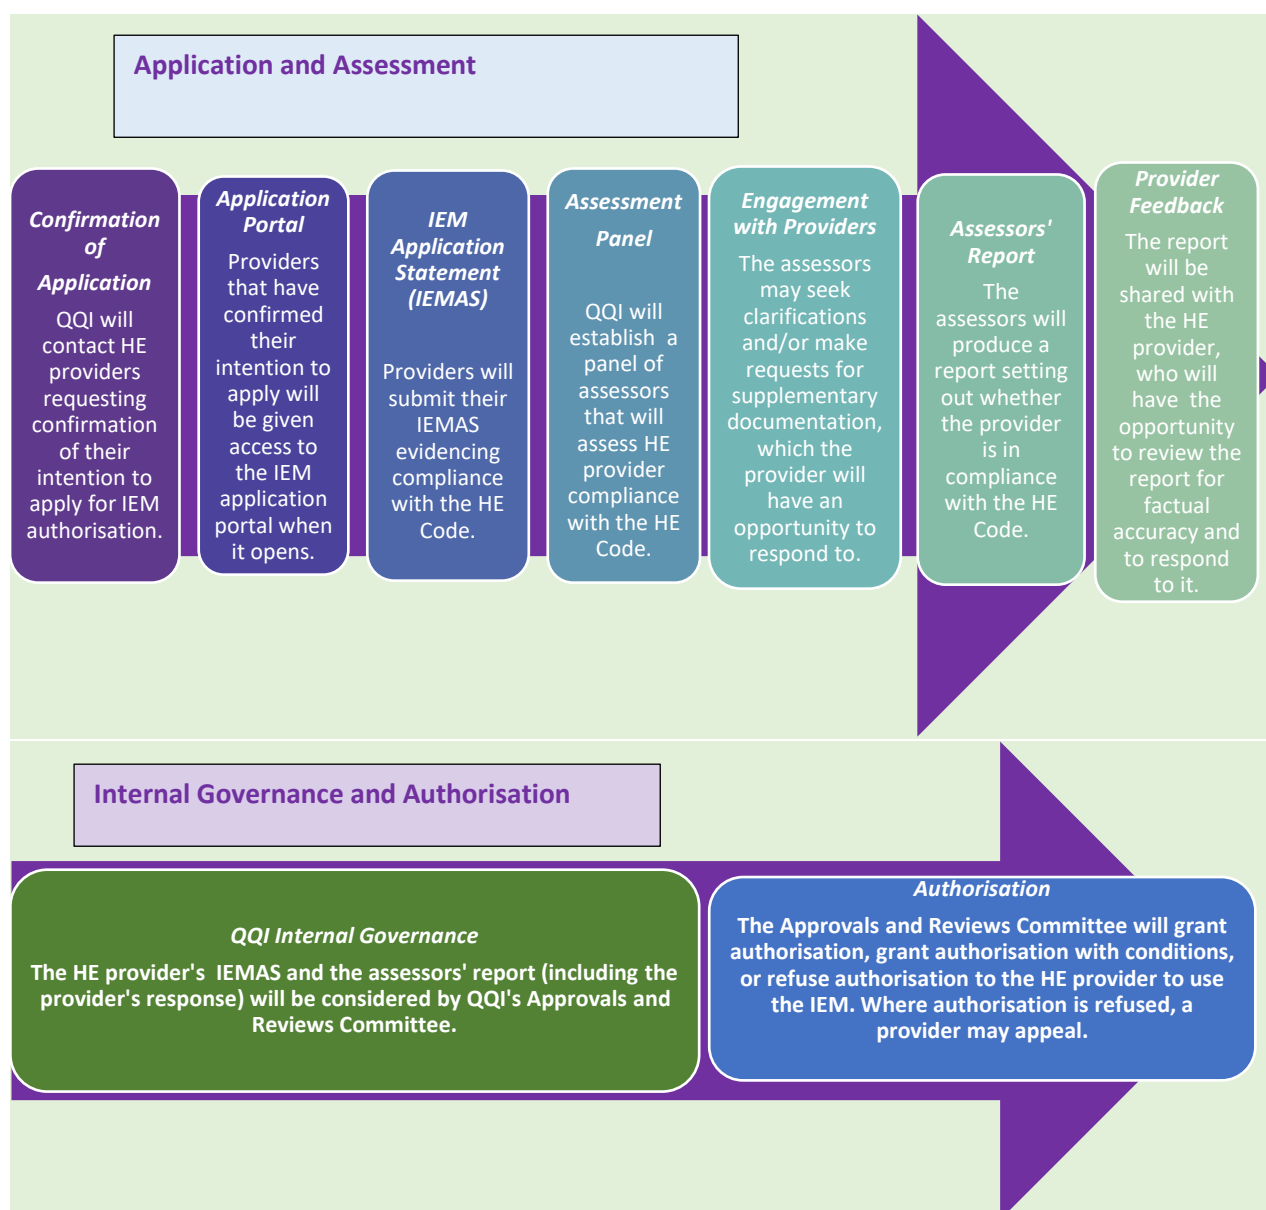 Application and Assessment
Confirmation
of
Application
QQI will
contact HE
providers
requesting
confirmation
of their
intention to
apply for IEM
authorisation.
Application
Portal
Providers
that have
confirmed
their
intention to
apply will
be given
access to
the IEM
application
portal when
it opens.
IEM
Application
Statement
(IEMAS)
Providers will
submit their
IEMAS
evidencing
compliance
with the HE
Code.
Assessment
Panel
QQI will
establish a
panel of
assessors
that will
assess HE
provider
compliance
with the HE
Code.
Engagement
with Providers
The assessors
may seek
clarifications
and/or make
requests for
supplementary
documentation,
which the
provider will
have an
opportunity to
respond to.
Assessors'
Report
The
assessors will
produce a
report setting
out whether
the provider
is in
compliance
with the HE
Code.
Provider
Feedback
The report
will be
shared with
the HE
provider,
who will
have the
opportunity
to review the
report for
factual
accuracy and
to respond
to it.
Internal Governance and Authorisation
QQI Internal Governance
The HE provider's IEMAS and the assessors' report (including the
provider's response) will be considered by QQI's Approvals and
Reviews Committee.
Authorisation
The Approvals and Reviews Committee will grant
authorisation, grant authorisation with conditions,
or refuse authorisation to the HE provider to use
the IEM. Where authorisation is refused, a
provider may appeal.